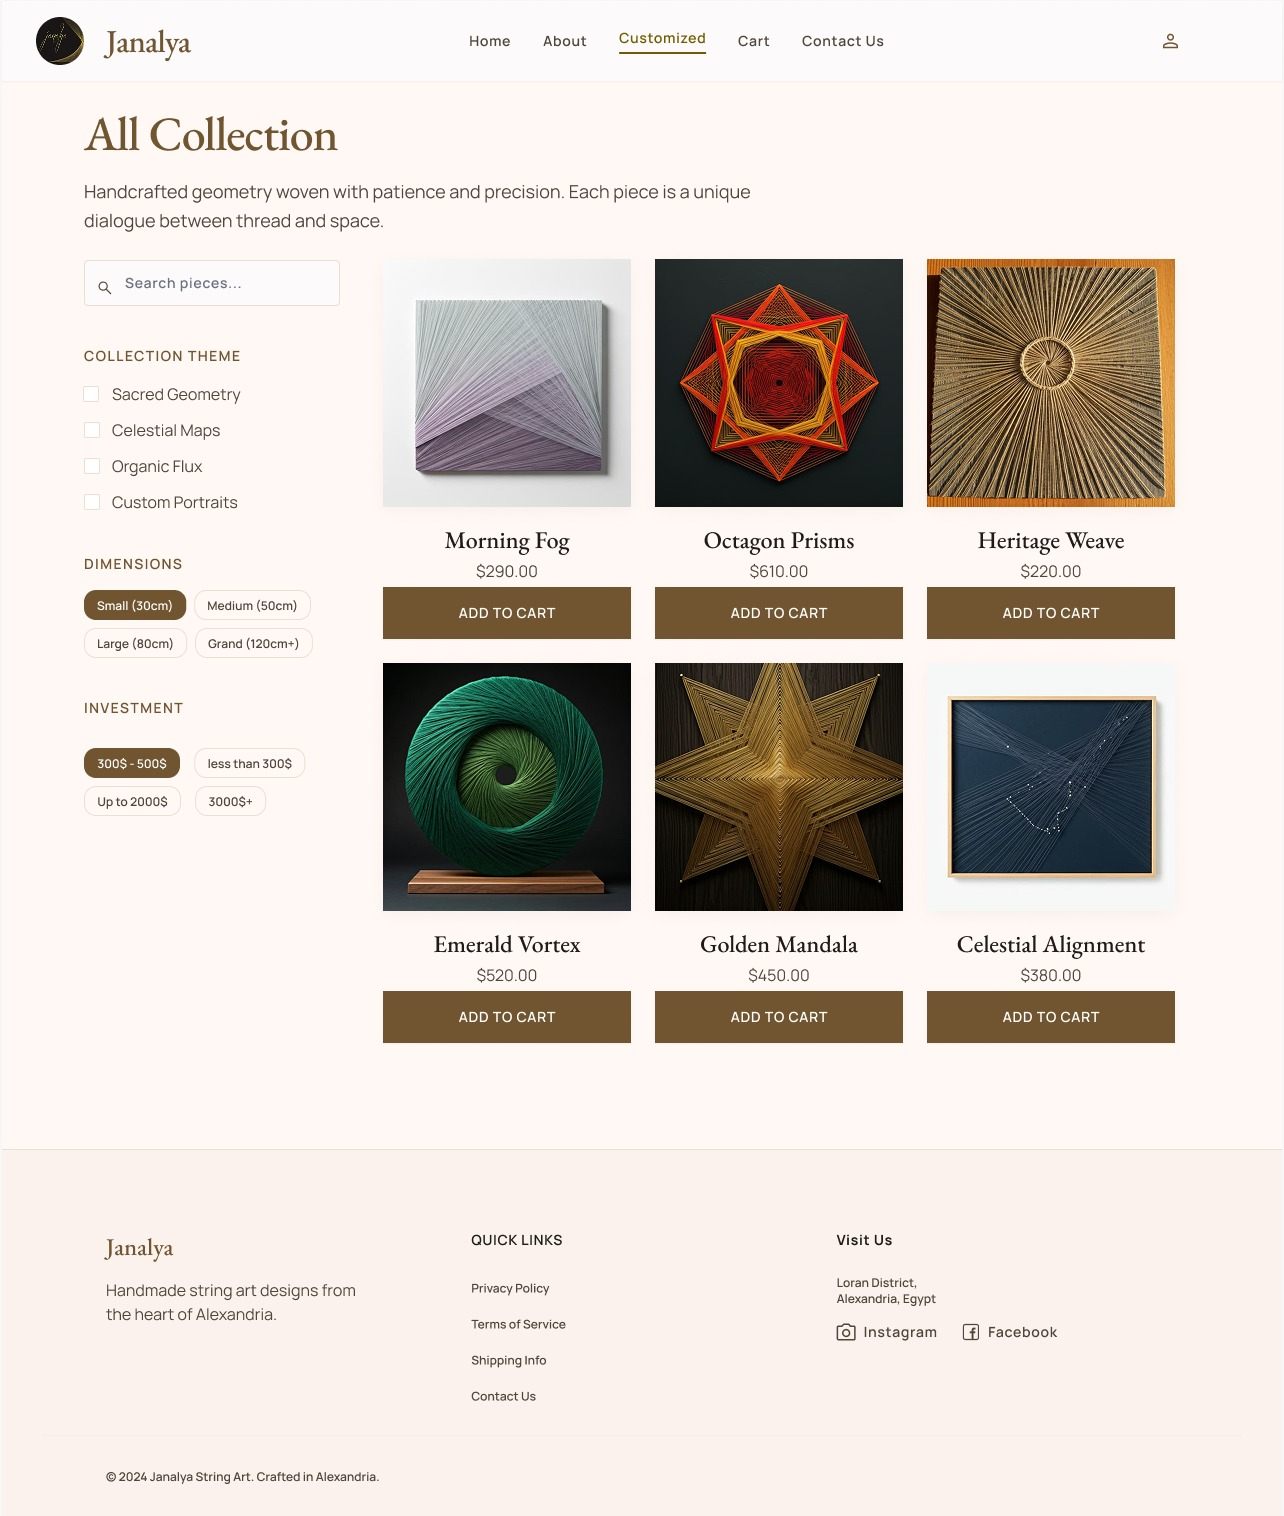 Janalya
Home About Customized Cart Contact Us
All Collection
Handcrafted geometry woven with patience and precision. Each piece is a unique
dialogue between thread and space.
Search pieces...
COLLECTION THEME
Sacred Geometry
Celestial Maps
Organic Flux
Custom Portraits
DIMENSIONS
Small (30cm) Medium (50cm)
Large (80cm) Grand (120cm+)
INVESTMENT
300$ - 500$ less than 300$
Up to 2000$ 3000$+
Morning Fog
$290.00
ADD TO CART
Octagon Prisms
$610.00
ADD TO CART
Heritage Weave
$220.00
ADD TO CART
Emerald Vortex
$520.00
ADD TO CART
Golden Mandala
$450.00
ADD TO CART
Celestial Alignment
$380.00
ADD TO CART
Janalya
Handmade string art designs from
the heart of Alexandria.
QUICK LINKS
Privacy Policy
Terms of Service
Shipping Info
Contact Us
Visit Us
Loran District,
Alexandria, Egypt
Instagram Facebook
© 2024 Janalya String Art. Crafted in Alexandria.